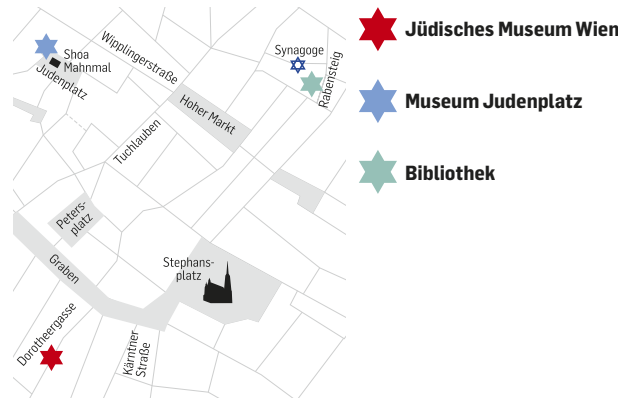 Jüdisches Museum Wien
Museum Judenplatz
Bibliothek
Wipplingerstraße
Synagoge
Shoa
Mahnmal
Judenplatz
Rabensteig
Hoher Markt
Tuchlauben
Peters-
platz
Graben
Stephans-
platz
Dorotheergasse
Kärntner
Straße